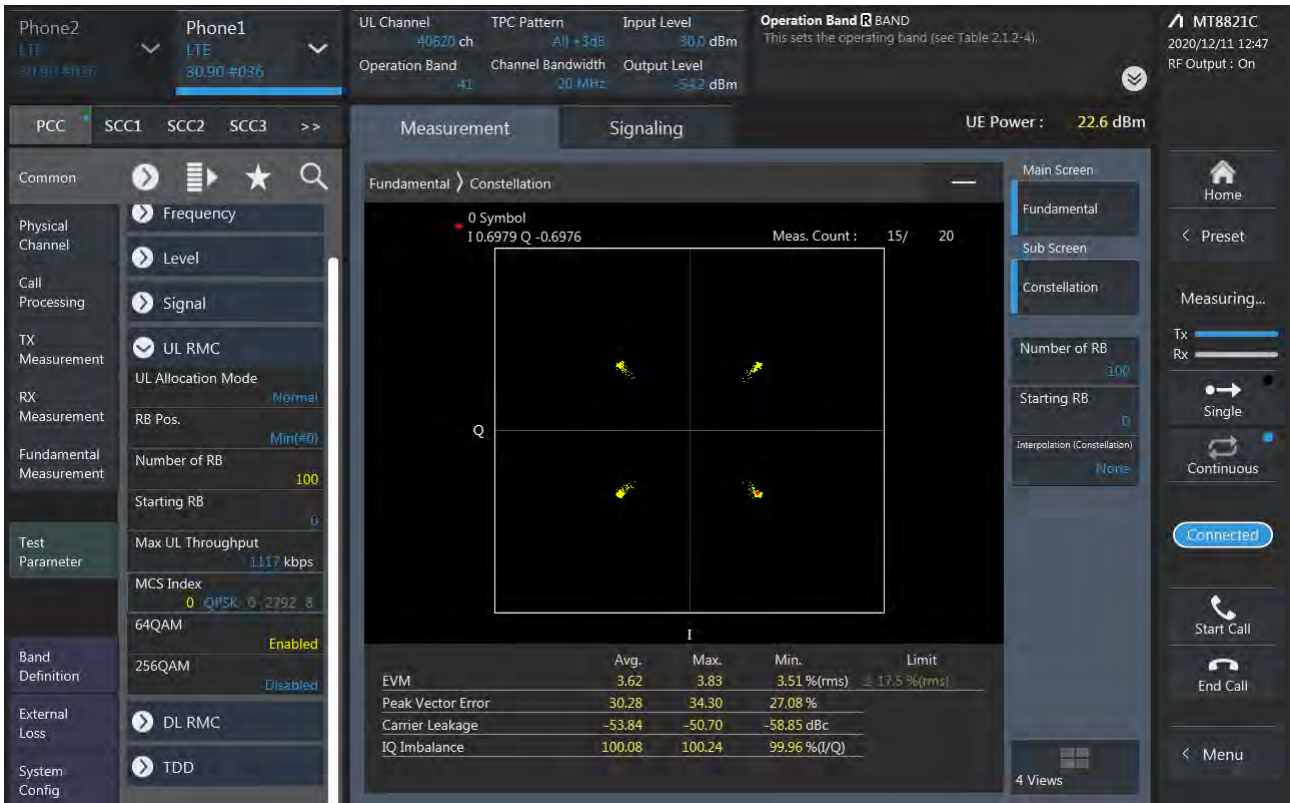 Phone2
LTE
30.90 #036
Phone1
LTE
30.90 #036
UL Channel
40620 ch
TPC Pattern
All +3dB
Input Level
30.0 dBm
Operation Band
41
Channel Bandwidth
20 MHz
Output Level
-54.2 dBm
Operation Band R BAND
This sets the operating band (see Table 2.1.2-4).
MT8821C
2020/12/11 12:47
RF Output : On
PCC SCC1 SCC2 SCC3 >>
Measurement
Signaling
UE Power : 22.6 dBm
Common
Physical
Channel
Call
Processing
TX
Measurement
RX
Measurement
Fundamental
Measurement
Test
Parameter
Band
Definition
External
Loss
System
Config
Frequency
Level
Signal
UL RMC
UL Allocation Mode
Normal
RB Pos.
Min(#0)
Number of RB
100
Starting RB
0
Max UL Throughput
1117 kbps
MCS Index
0 QPSK 0 2792 8
64QAM
Enabled
256QAM
Disabled
DL RMC
TDD
Fundamental 〉 Constellation
0 Symbol
I 0.6979 Q -0.6976
Meas. Count : 15/ 20
Q
I
Avg. Max. Min. Limit
EVM 3.62 3.83 3.51 %(rms) ≤ 17.5 %(rms)
Peak Vector Error 30.28 34.30 27.08 %
Carrier Leakage -53.84 -50.70 -58.85 dBc
IQ Imbalance 100.08 100.24 99.96 %(I/Q)
Main Screen
Fundamental
Sub Screen
Constellation
Number of RB
100
Starting RB
0
Interpolation (Constellation)
None
4 Views
Home
< Preset
Measuring...
Tx
Rx
Single
Continuous
Connected
Start Call
End Call
< Menu